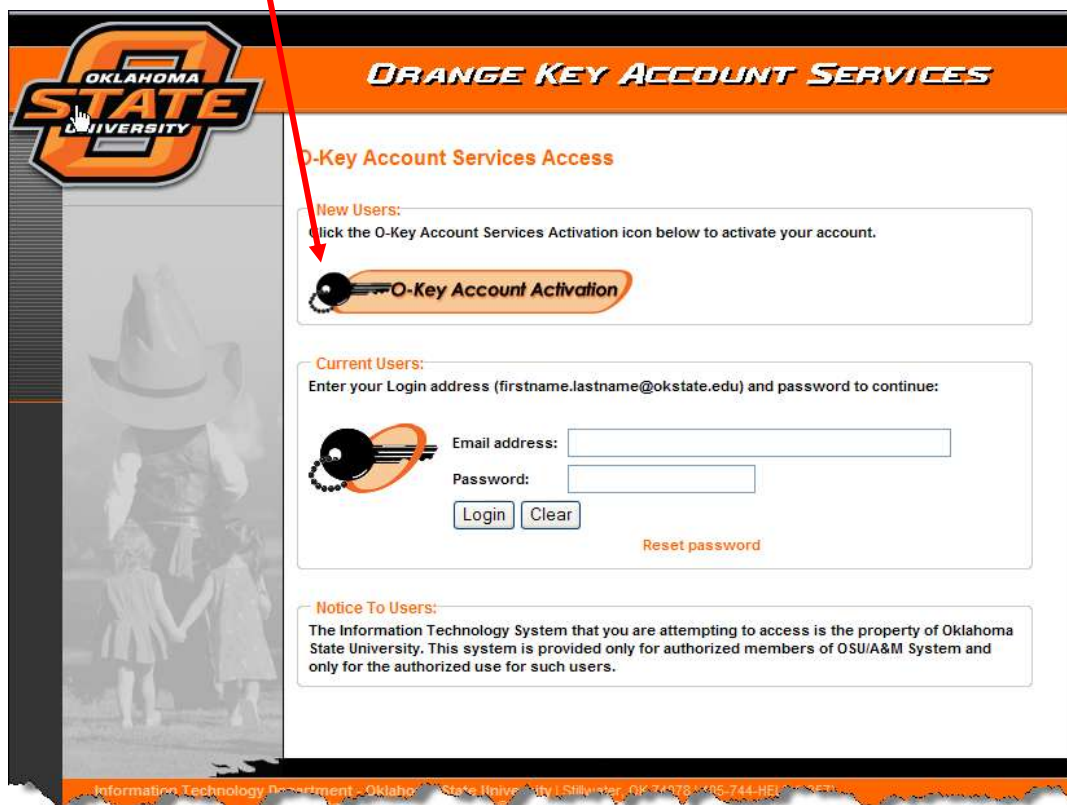 OKLAHOMA
STATE
UNIVERSITY
ORANGE KEY ACCOUNT SERVICES
O-Key Account Services Access
New Users:
Click the O-Key Account Services Activation icon below to activate your account.
O-Key Account Activation
Current Users:
Enter your Login address (firstname.lastname@okstate.edu) and password to continue:
Email address:
Password:
Login Clear
Reset password
Notice To Users:
The Information Technology System that you are attempting to access is the property of Oklahoma
State University. This system is provided only for authorized members of OSU/A&M System and
only for the authorized use for such users.
Information Technology - State | Stillwater, OK